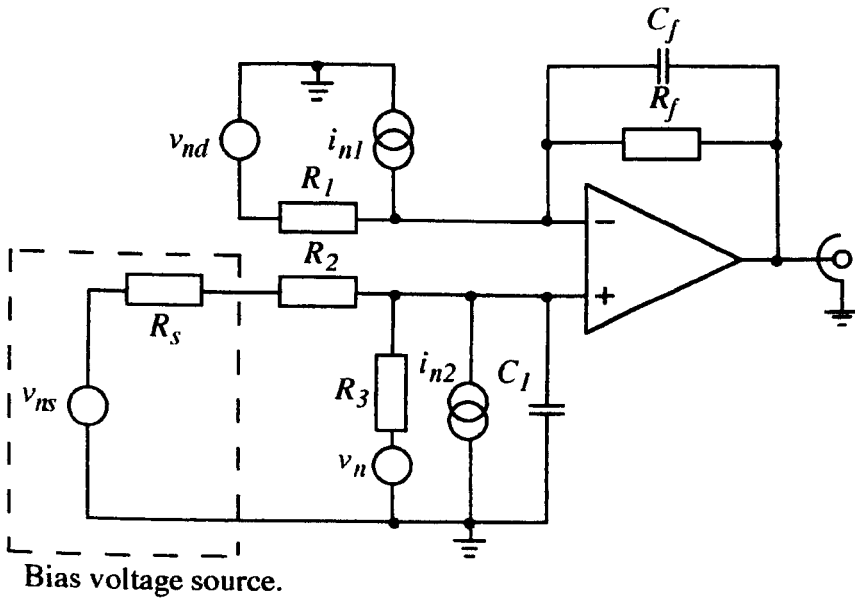 C_f
R_f
v_nd
i_n1
R_1
−
R_2
+
R_s
v_ns
R_3
i_n2
C_1
v_n
Bias voltage source.